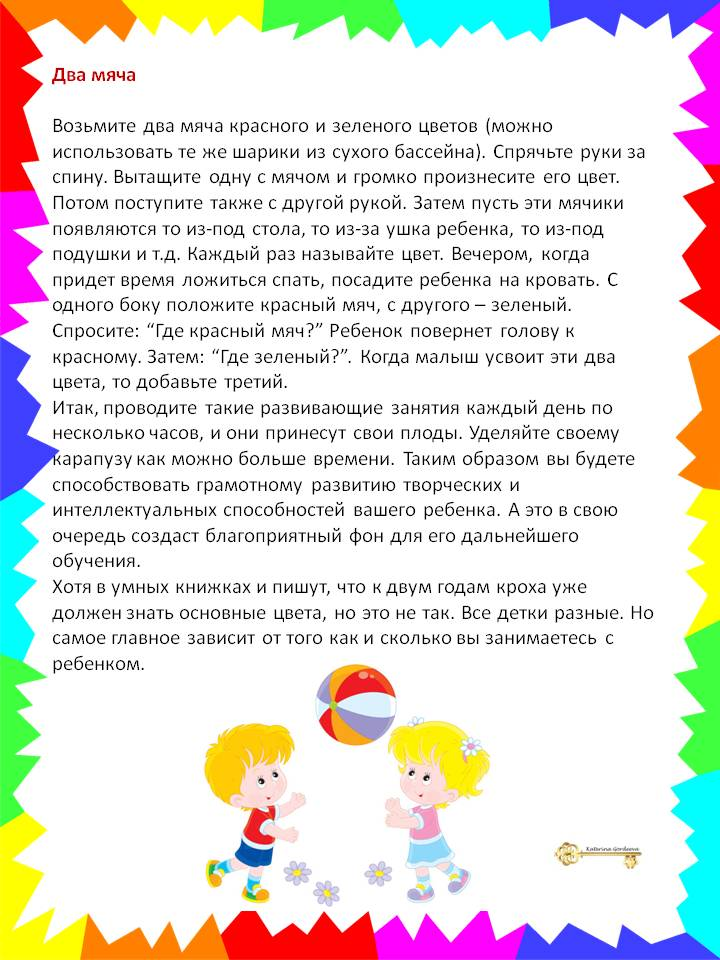 Два мяча
Возьмите два мяча красного и зеленого цветов (можно
использовать те же шарики из сухого бассейна). Спрячьте руки за
спину. Вытащите одну с мячом и громко произнесите его цвет.
Потом поступите также с другой рукой. Затем пусть эти мячики
появляются то из-под стола, то из-за ушка ребенка, то из-под
подушки и т.д. Каждый раз называйте цвет. Вечером, когда
придет время ложиться спать, посадите ребенка на кровать. С
одного боку положите красный мяч, с другого – зеленый.
Спросите: “Где красный мяч?” Ребенок повернет голову к
красному. Затем: “Где зеленый?”. Когда малыш усвоит эти два
цвета, то добавьте третий.
Итак, проводите такие развивающие занятия каждый день по
несколько часов, и они принесут свои плоды. Уделяйте своему
карапузу как можно больше времени. Таким образом вы будете
способствовать грамотному развитию творческих и
интеллектуальных способностей вашего ребенка. А это в свою
очередь создаст благоприятный фон для его дальнейшего
обучения.
Хотя в умных книжках и пишут, что к двум годам кроха уже
должен знать основные цвета, но это не так. Все детки разные. Но
самое главное зависит от того как и сколько вы занимаетесь с
ребенком.
Katerina Gordeeva